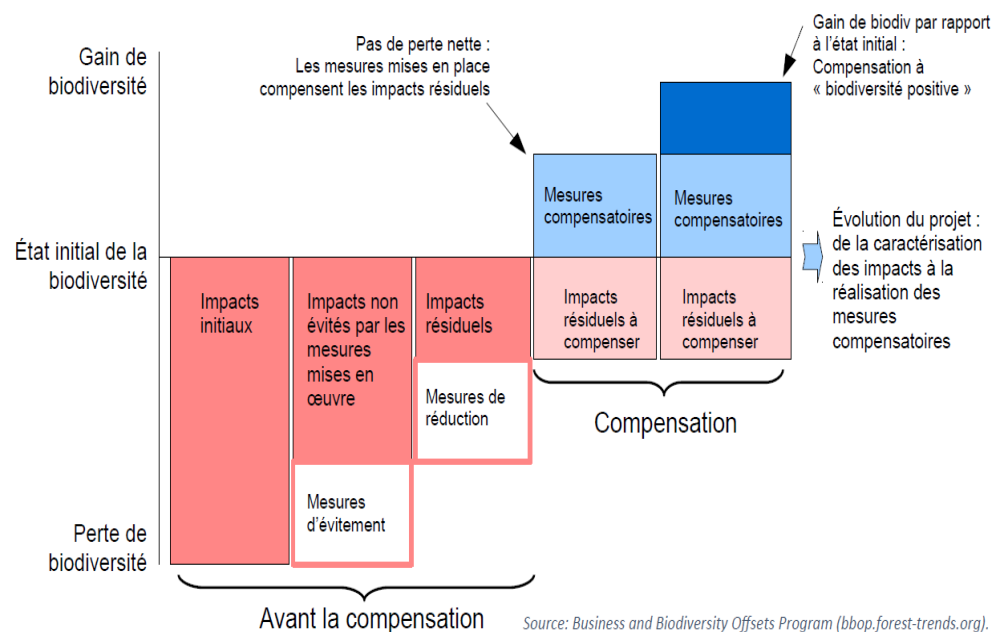 Gain de
biodiversité
Pas de perte nette :
Les mesures mises en place
compensent les impacts résiduels
Gain de biodiv par rapport
à l'état initial :
Compensation à
« biodiversité positive »
Mesures
compensatoires
Mesures
compensatoires
État initial de la
biodiversité
Évolution du projet :
de la caractérisation
des impacts à la
réalisation des
mesures
compensatoires
Impacts
initiaux
Impacts non
évités par les
mesures
mises en
œuvre
Impacts
résiduels
Impacts
résiduels à
compenser
Impacts
résiduels à
compenser
Mesures de
réduction
Compensation
Mesures
d'évitement
Perte de
biodiversité
Avant la compensation
Source: Business and Biodiversity Offsets Program (bbop.forest-trends.org).